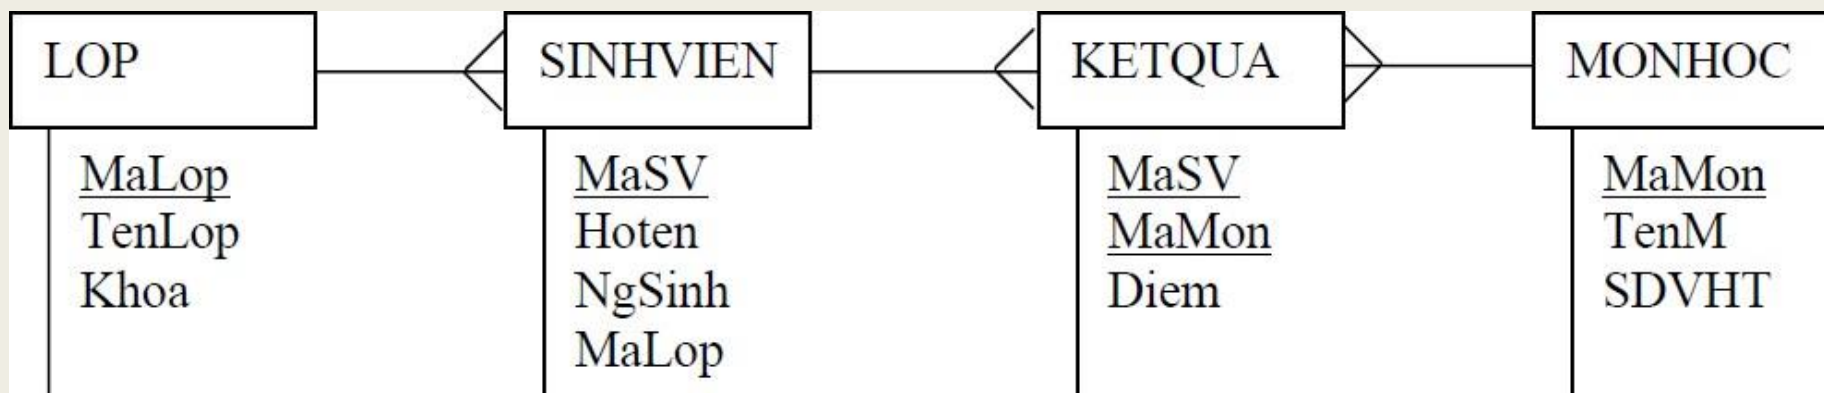 LOP
MaLop
TenLop
Khoa
SINHVIEN
MaSV
Hoten
NgSinh
MaLop
KETQUA
MaSV
MaMon
Diem
MONHOC
MaMon
TenM
SDVHT